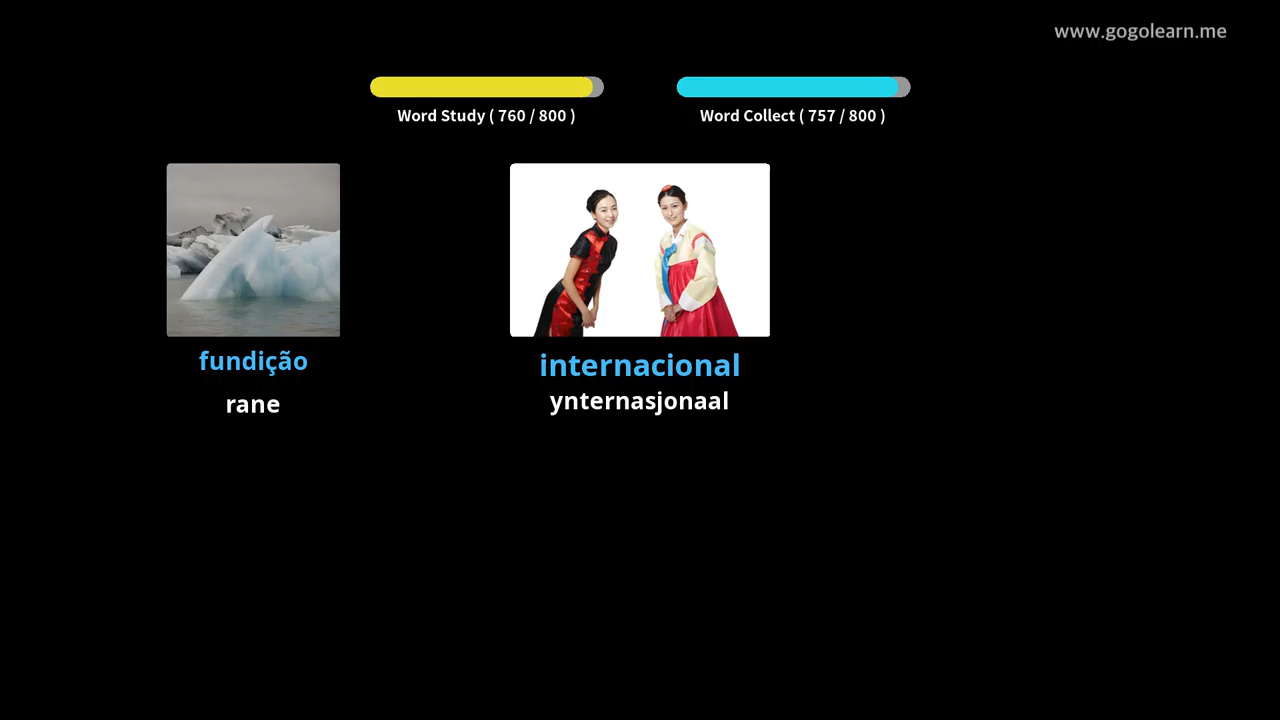 www.gogolearn.me
Word Study ( 760 / 800 )
Word Collect ( 757 / 800 )
fundição
rane
internacional
ynternasjonaal